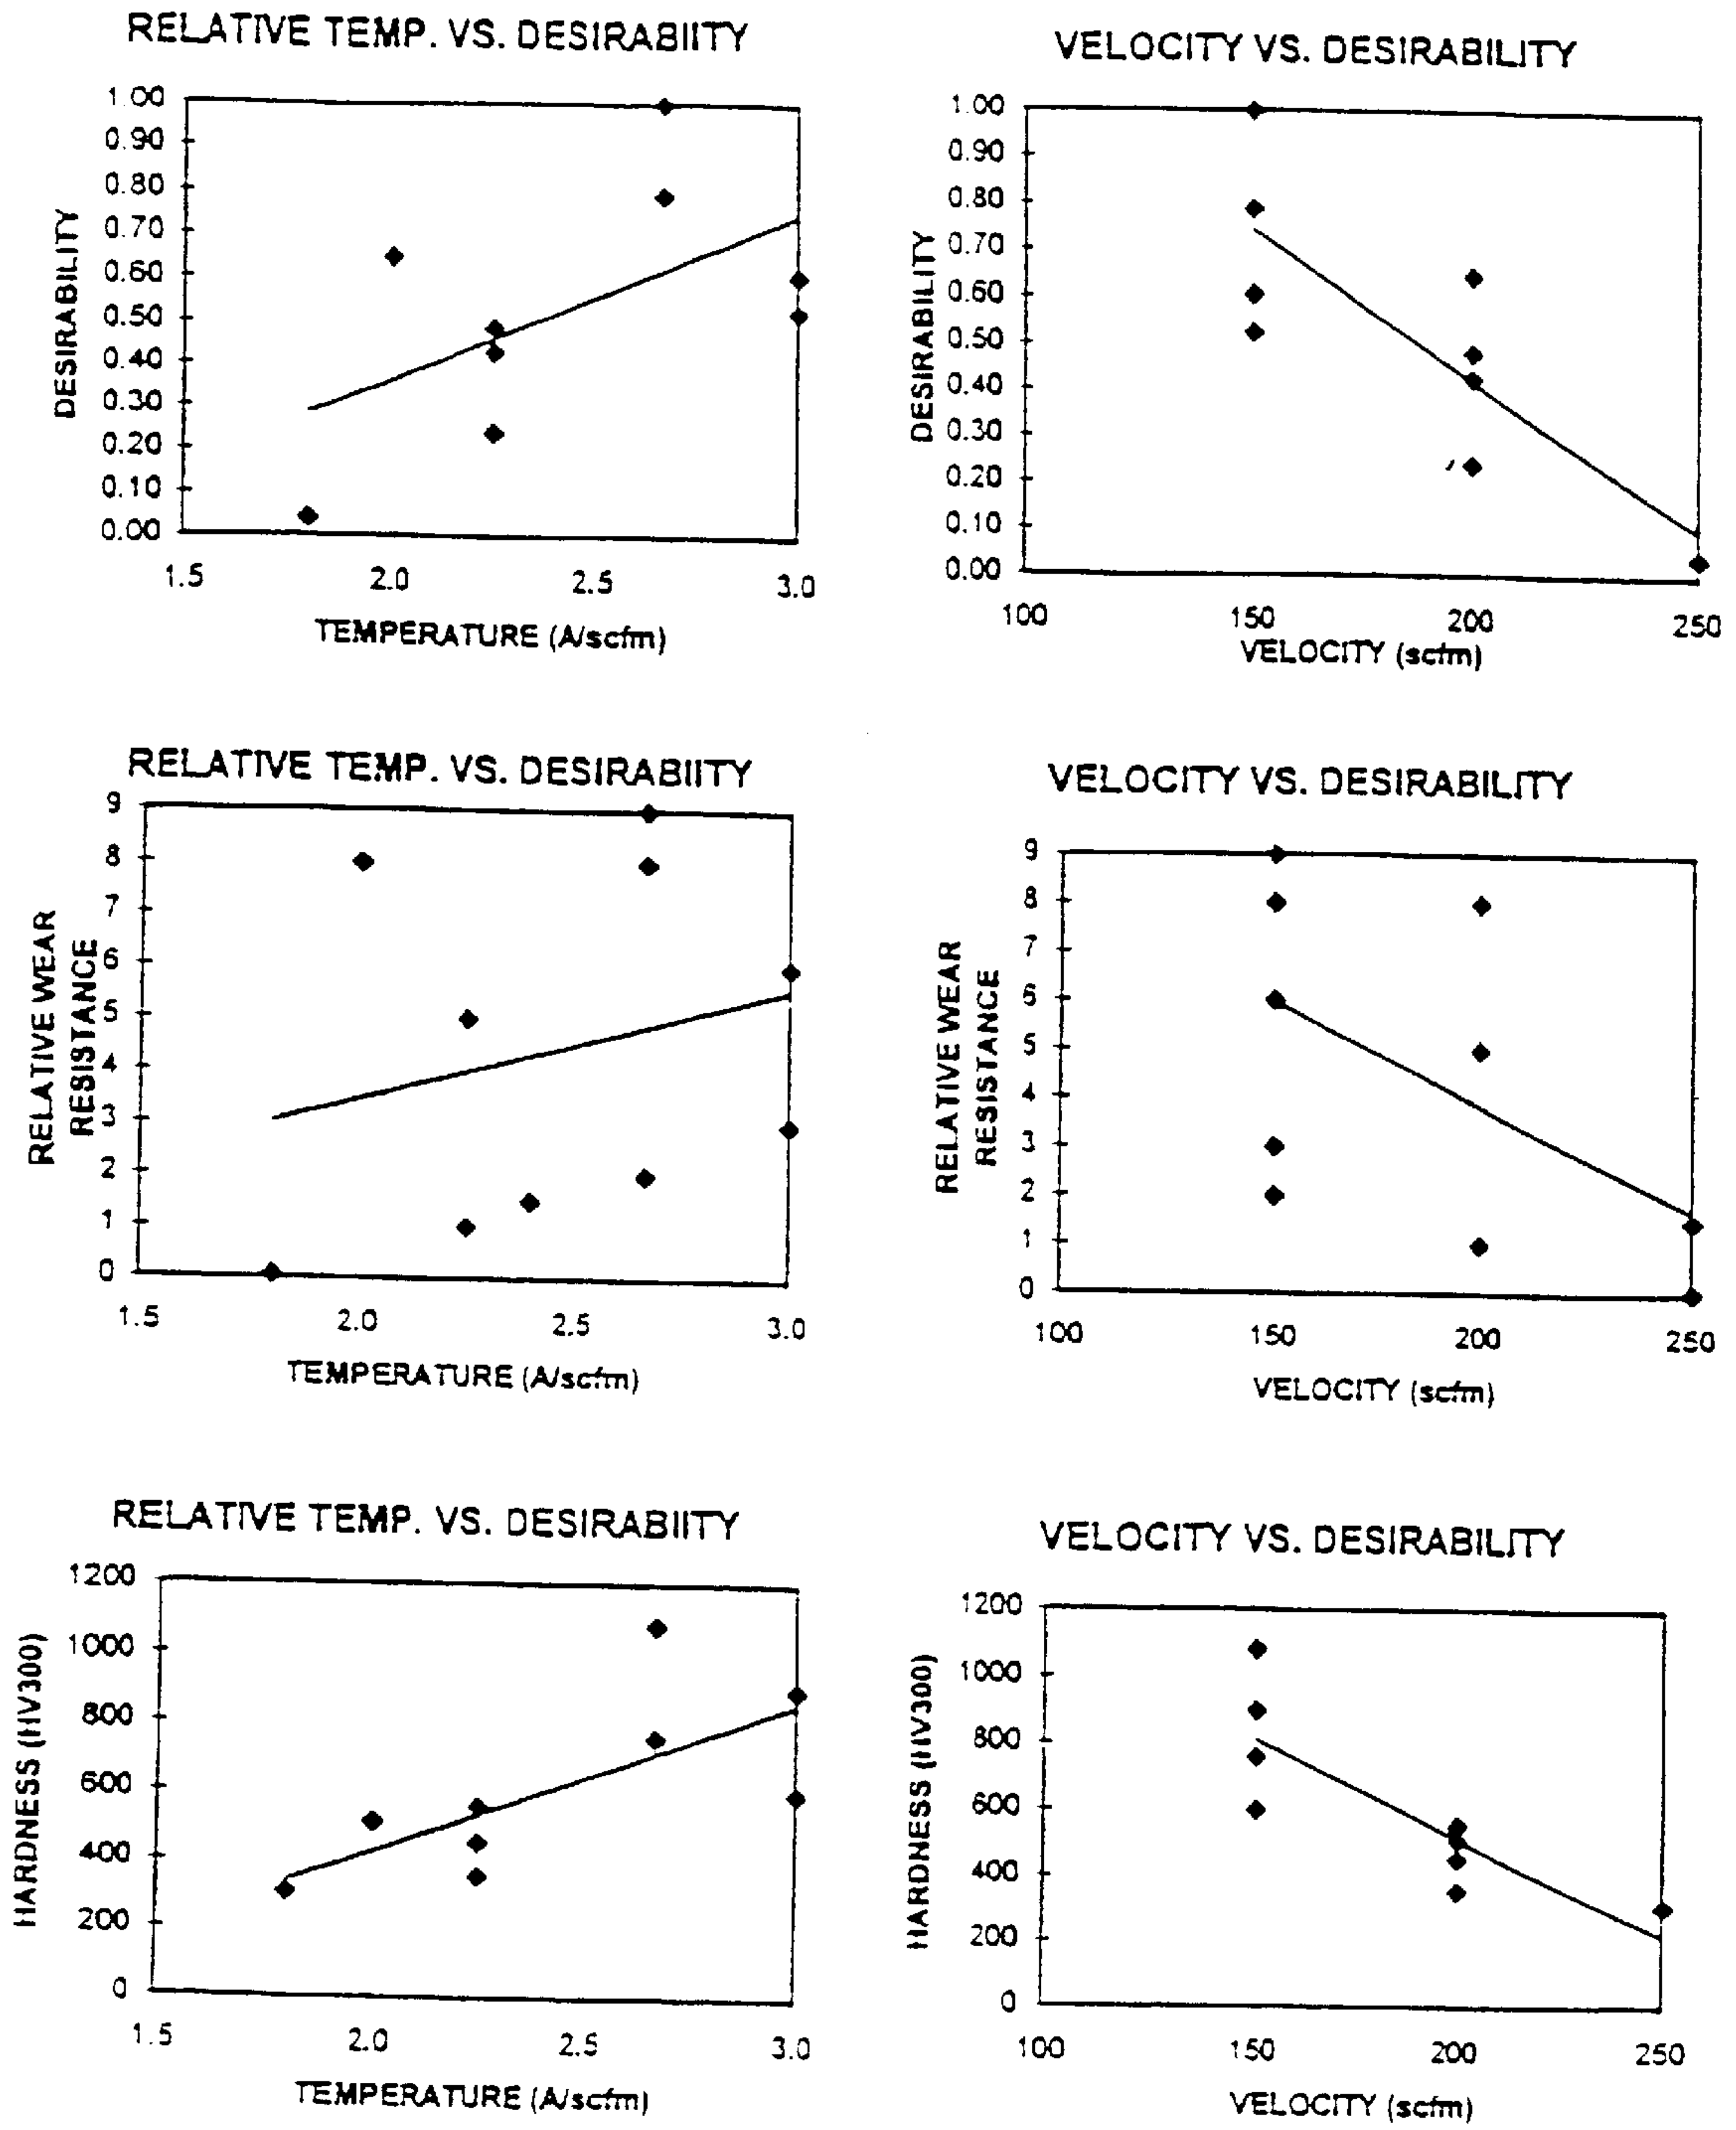 RELATIVE TEMP. VS. DESIRABIITY
1.00
0.90
0.80
0.70
0.60
0.50
0.40
0.30
0.20
0.10
0.00
DESIRABILITY
1.5 2.0 2.5 3.0
TEMPERATURE (A/scfm)
VELOCITY VS. DESIRABILITY
1.00
0.90
0.80
0.70
0.60
0.50
0.40
0.30
0.20
0.10
0.00
DESIRABILITY
100 150 200 250
VELOCITY (scfm)
RELATIVE TEMP. VS. DESIRABIITY
9
8
7
6
5
4
3
2
1
0
RELATIVE WEAR
RESISTANCE
1.5 2.0 2.5 3.0
TEMPERATURE (A/scfm)
VELOCITY VS. DESIRABILITY
9
8
7
6
5
4
3
2
1
0
RELATIVE WEAR
RESISTANCE
100 150 200 250
VELOCITY (scfm)
RELATIVE TEMP. VS. DESIRABIITY
1200
1000
800
600
400
200
0
HARDNESS (HV300)
1.5 2.0 2.5 3.0
TEMPERATURE (A/scfm)
VELOCITY VS. DESIRABILITY
1200
1000
800
600
400
200
0
HARDNESS (HV300)
100 150 200 250
VELOCITY (scfm)